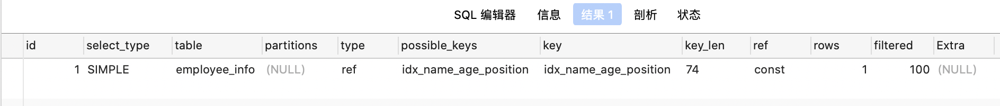 SQL 编辑器 信息 结果 1 剖析 状态
id select_type table partitions type possible_keys key key_len ref rows filtered Extra
1 SIMPLE employee_info (NULL) ref idx_name_age_position idx_name_age_position 74 const 1 100 (NULL)